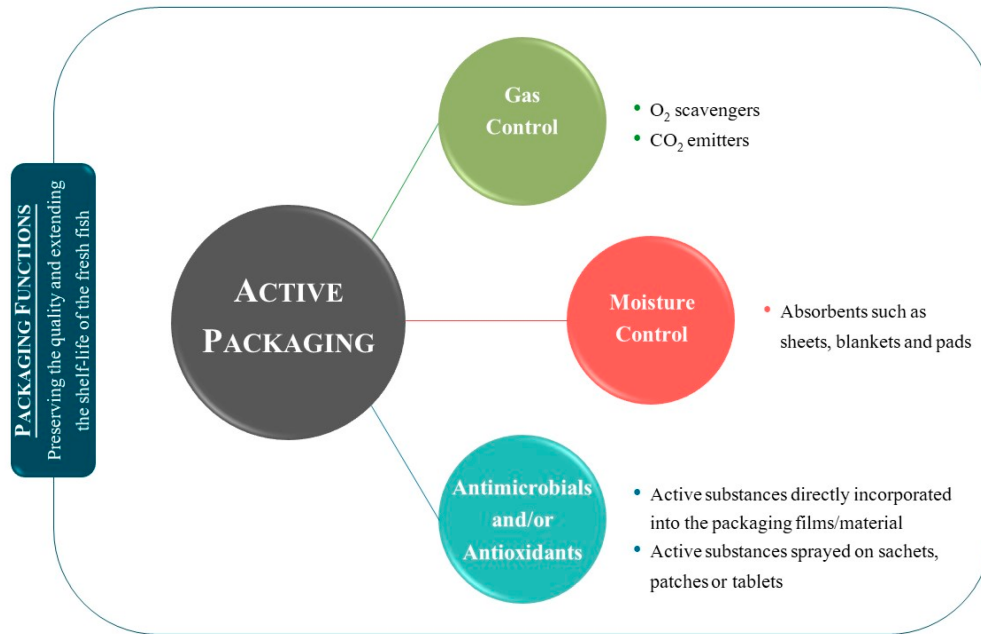 PACKAGING FUNCTIONS
Preserving the quality and extending
the shelf-life of the fresh fish
ACTIVE
PACKAGING
Gas
Control
• O₂ scavengers
• CO₂ emitters
Moisture
Control
• Absorbents such as
sheets, blankets and pads
Antimicrobials
and/or
Antioxidants
• Active substances directly incorporated
into the packaging films/material
• Active substances sprayed on sachets,
patches or tablets